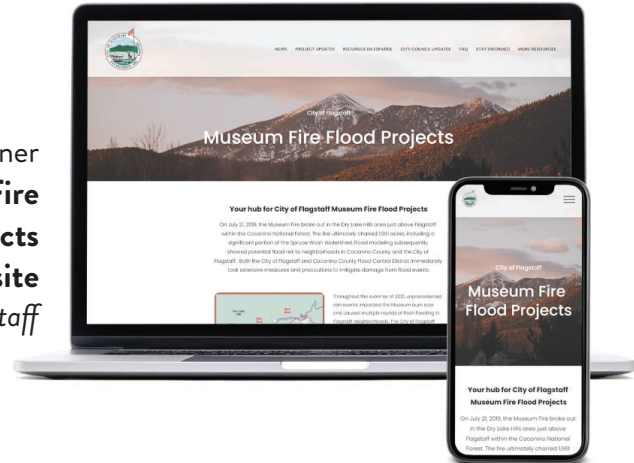 ner
Fire
ects
site
staff
NEWS PROJECT UPDATES RECURSOS EN ESPAÑOL CITY COUNCIL UPDATES FAQ STAY INFORMED MORE RESOURCES
City of Flagstaff
Museum Fire Flood Projects
Your hub for City of Flagstaff Museum Fire Flood Projects
On July 21, 2019, the Museum Fire broke out in the Dry Lake Hills area just above Flagstaff
within the Coconino National Forest. The fire ultimately charred 1,961 acres, including a
significant portion of the Spruce Wash Watershed. Flood modeling subsequently
showed potential flood risk to neighborhoods in Coconino County and the City of
Flagstaff. Both the City of Flagstaff and Coconino County Flood Control District immediately
took extensive measures and precautions to mitigate damage from flood events.
Throughout the summer of 2021, unprecedented
rain events impacted the Museum burn scar
and caused multiple rounds of flash flooding in
Flagstaff neighborhoods. The City of Flagstaff
City of Flagstaff
Museum Fire
Flood Projects
Your hub for City of Flagstaff
Museum Fire Flood Projects
On July 21, 2019, the Museum Fire broke out
in the Dry Lake Hills area just above
Flagstaff within the Coconino National
Forest. The fire ultimately charred 1,961